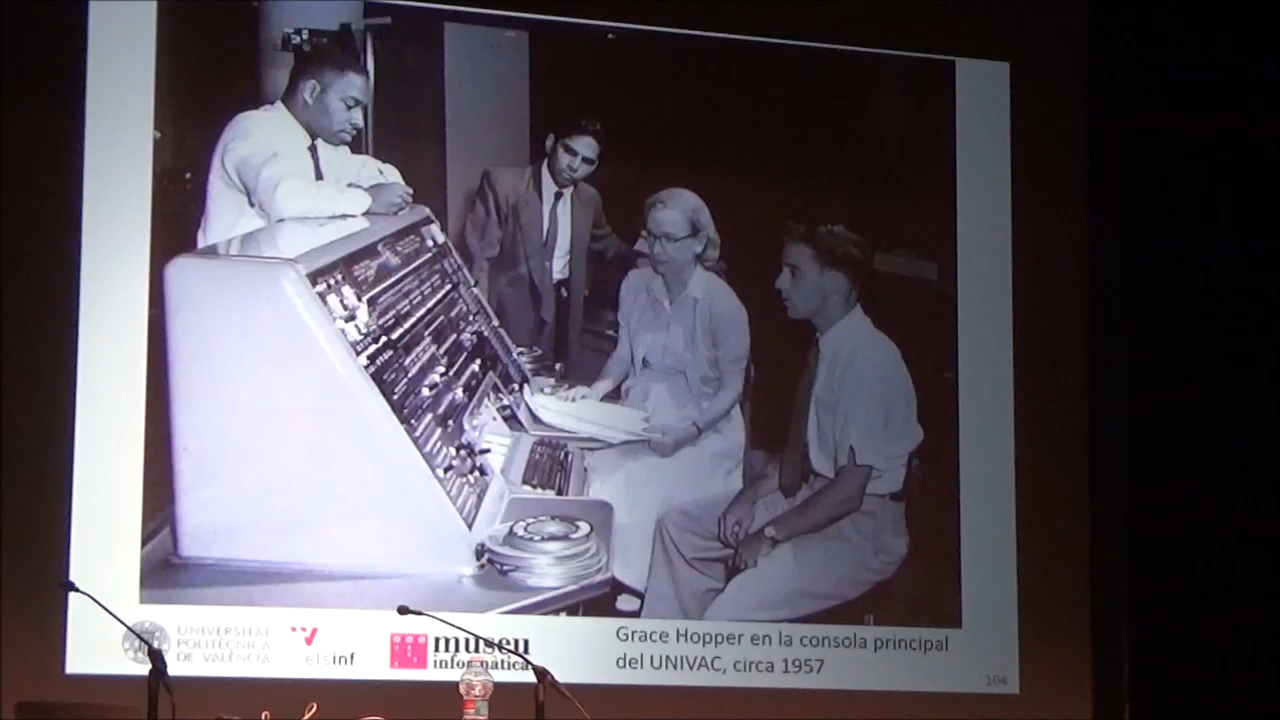 UNIVERSITAT
POLITÈCNICA
DE VALÈNCIA
etsinf
museu
informàtica
Grace Hopper en la consola principal
del UNIVAC, circa 1957
104